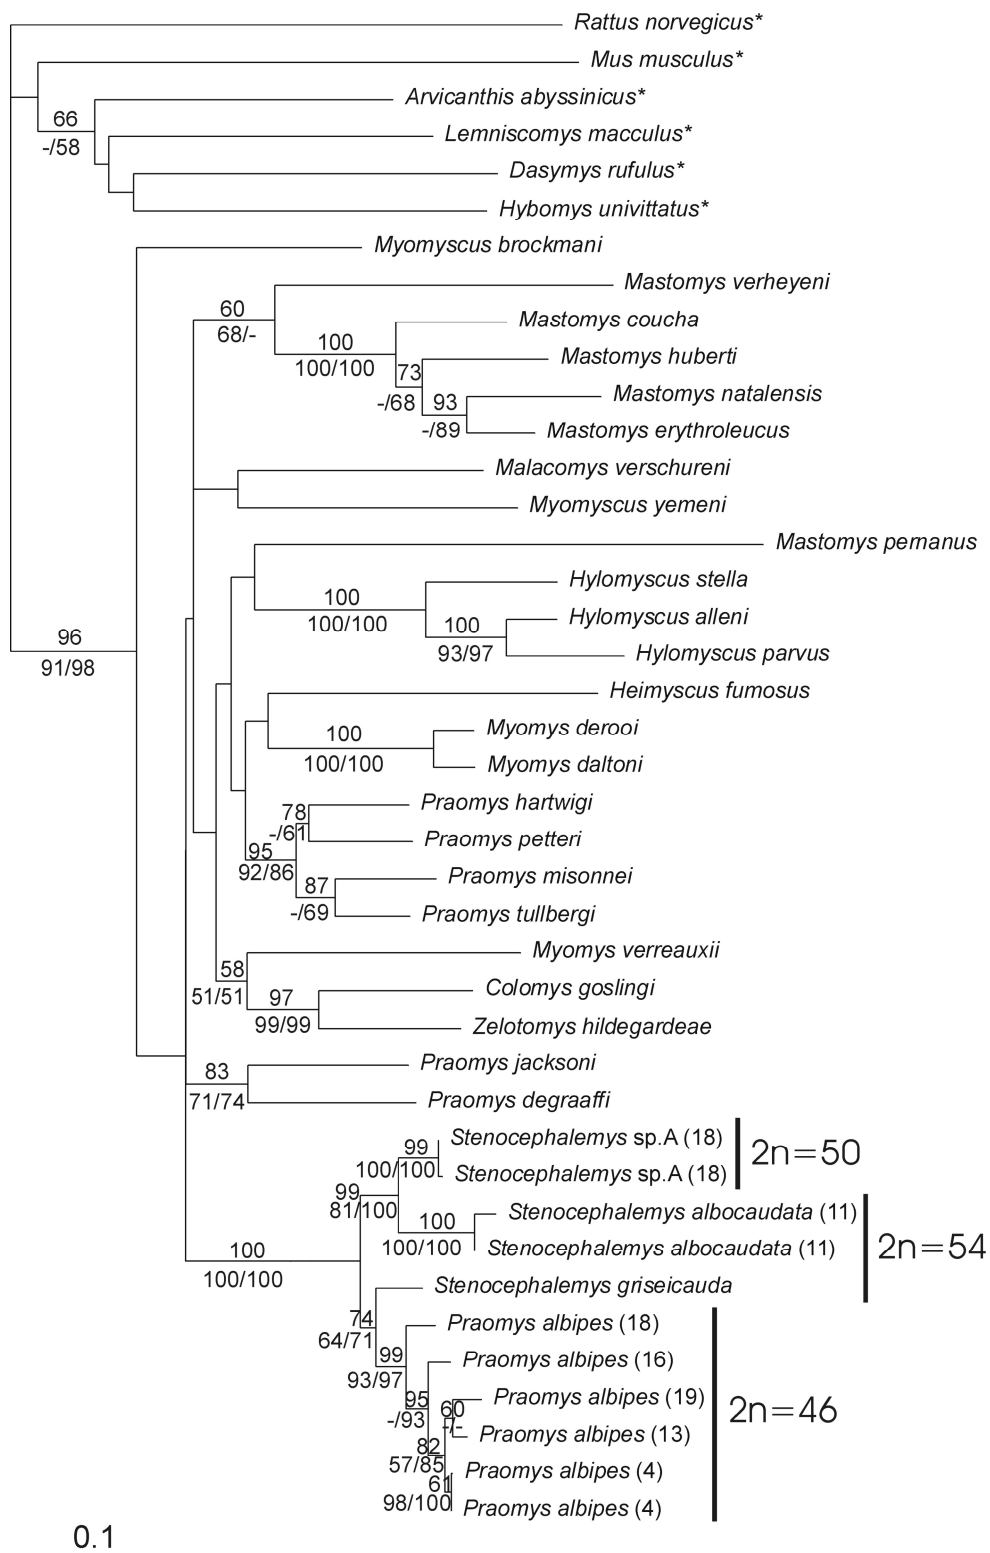 Rattus norvegicus*
Mus musculus*
Arvicanthis abyssinicus*
66
-/58
Lemniscomys macculus*
Dasymys rufulus*
Hybomys univittatus*
Myomyscus brockmani
Mastomys verheyeni
60
68/-
Mastomys coucha
100
100/100
Mastomys huberti
73
-/68
Mastomys natalensis
93
-/89
Mastomys erythroleucus
Malacomys verschureni
Myomyscus yemeni
Mastomys pernanus
Hylomyscus stella
100
100/100
Hylomyscus alleni
100
93/97
Hylomyscus parvus
96
91/98
Heimyscus fumosus
Myomys derooi
100
100/100
Myomys daltoni
Praomys hartwigi
78
-/61
Praomys petteri
95
92/86
Praomys misonnei
87
-/69
Praomys tullbergi
Myomys verreauxii
58
51/51
Colomys goslingi
97
99/99
Zelotomys hildegardeae
Praomys jacksoni
83
71/74
Praomys degraaffi
Stenocephalemys sp.A (18)
99
100/100
Stenocephalemys sp.A (18)
2n=50
99
81/100
Stenocephalemys albocaudata (11)
100
100/100
Stenocephalemys albocaudata (11)
2n=54
100
100/100
Stenocephalemys griseicauda
74
64/71
Praomys albipes (18)
99
93/97
Praomys albipes (16)
95
-/93
Praomys albipes (19)
60
-/-
2n=46
Praomys albipes (13)
82
57/85
Praomys albipes (4)
61
98/100
Praomys albipes (4)
0.1